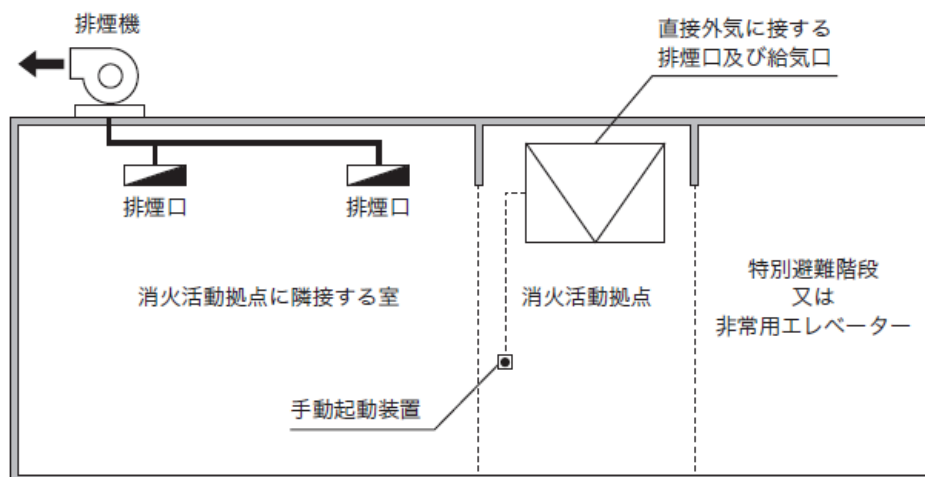 排煙機
直接外気に接する
排煙口及び給気口
排煙口
排煙口
消火活動拠点に隣接する室
消火活動拠点
特別避難階段
又は
非常用エレベーター
手動起動装置